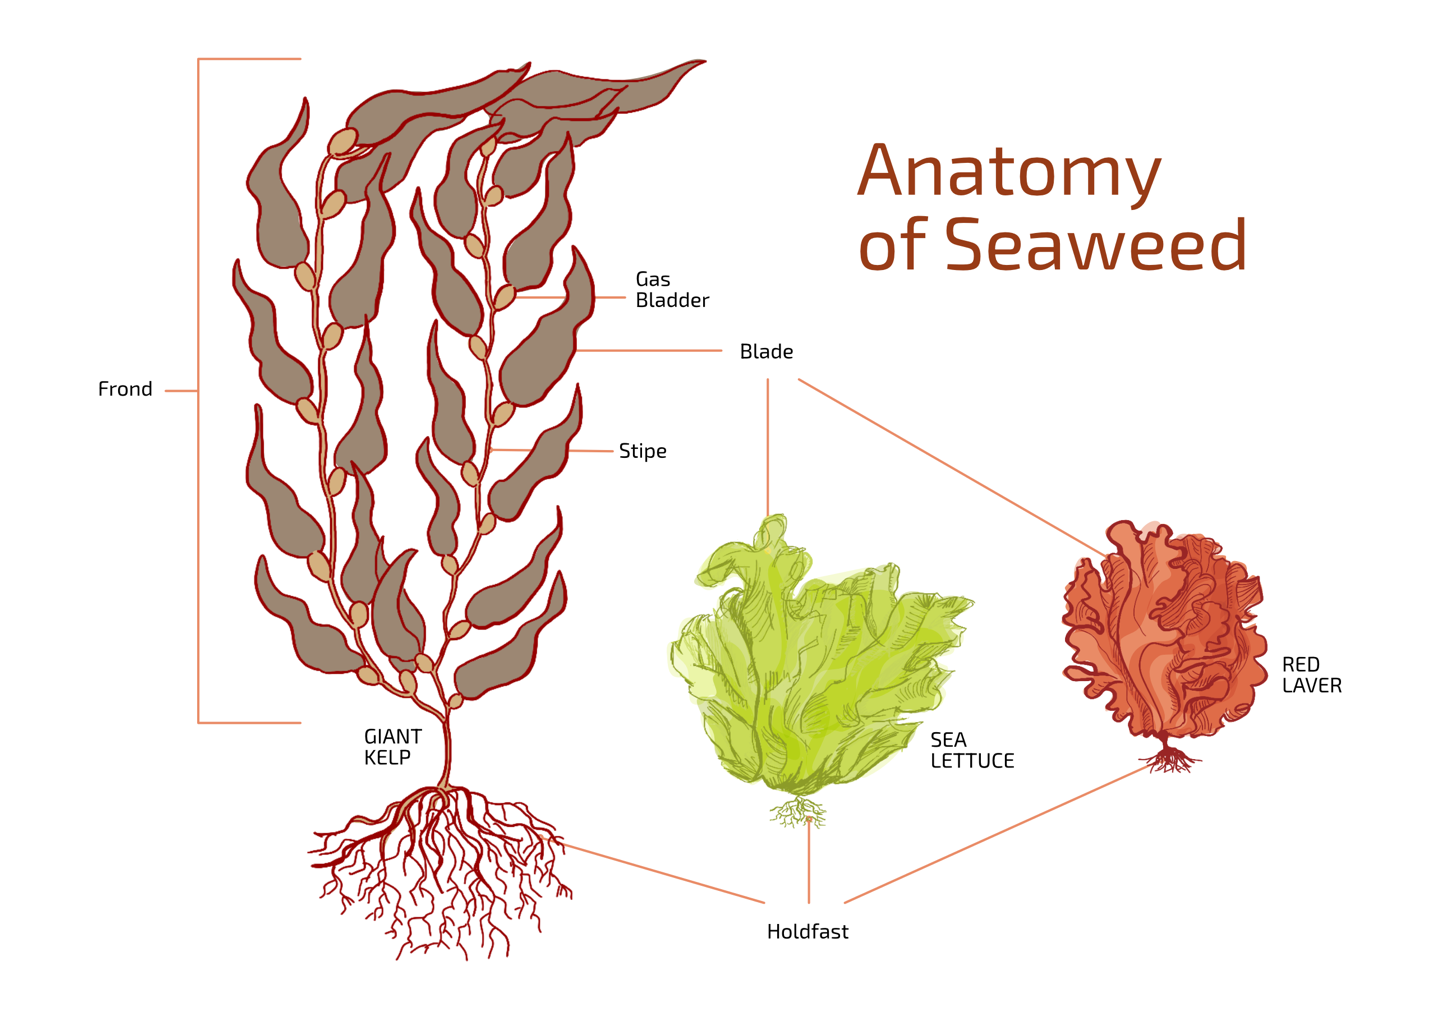 Anatomy
of Seaweed
Gas
Bladder
Blade
Frond
Stipe
GIANT
KELP
SEA
LETTUCE
RED
LAVER
Holdfast